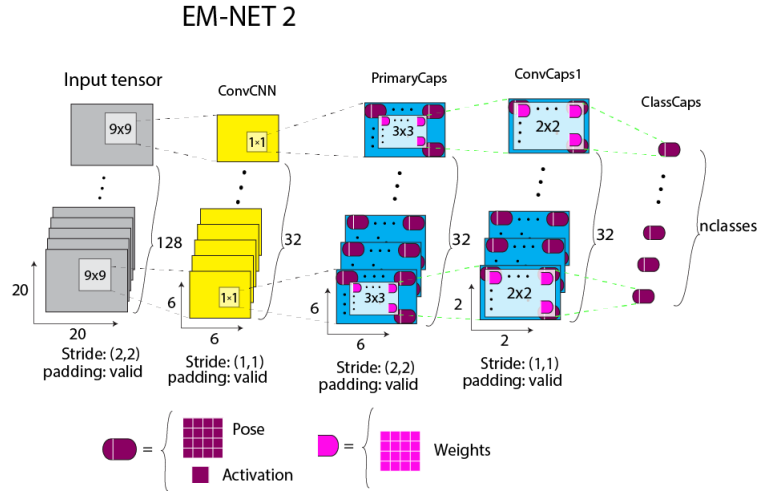 EM-NET 2
Input tensor
ConvCNN
PrimaryCaps
ConvCaps1
ClassCaps
9x9
1×1
3x3
2x2
128
32
32
32
nclasses
9x9
1×1
3x3
2x2
20
6
6
2
20
6
6
2
Stride: (2,2)
padding: valid
Stride: (1,1)
padding: valid
Stride: (2,2)
padding: valid
Stride: (1,1)
padding: valid
=
Pose
Activation
=
Weights